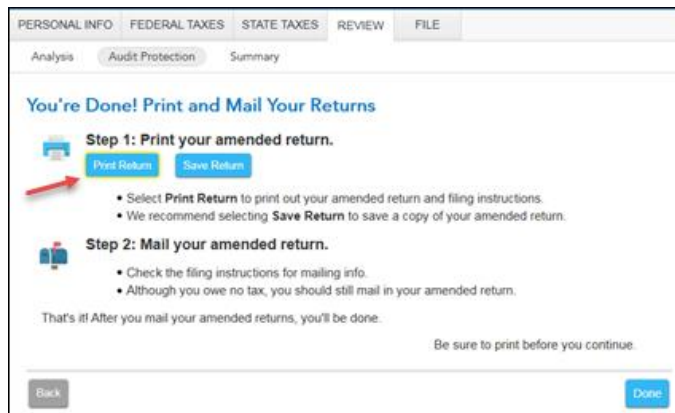 PERSONAL INFO FEDERAL TAXES STATE TAXES REVIEW FILE
Analysis Audit Protection Summary
You're Done! Print and Mail Your Returns
Step 1: Print your amended return.
Print Return Save Return
• Select Print Return to print out your amended return and filing instructions.
• We recommend selecting Save Return to save a copy of your amended return.
Step 2: Mail your amended return.
• Check the filing instructions for mailing info.
• Although you owe no tax, you should still mail in your amended return.
That's it! After you mail your amended returns, you'll be done.
Be sure to print before you continue.
Back Done